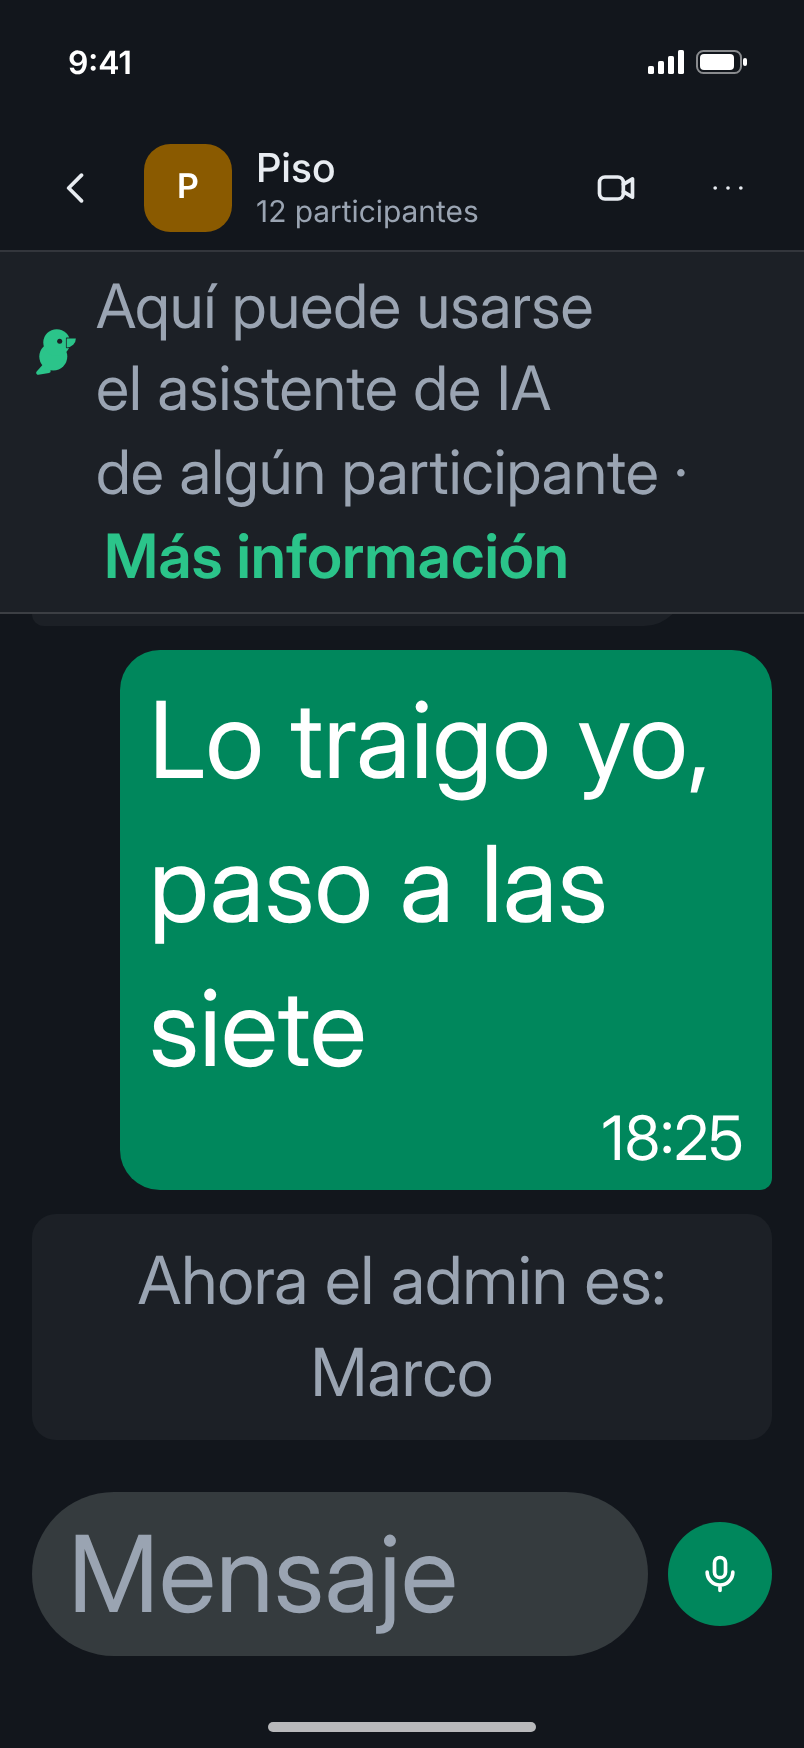 9:41
P
Piso
12 participantes
Aquí puede usarse
el asistente de IA
de algún participante ·
Más información
Lo traigo yo,
paso a las
siete
18:25
Ahora el admin es:
Marco
Mensaje